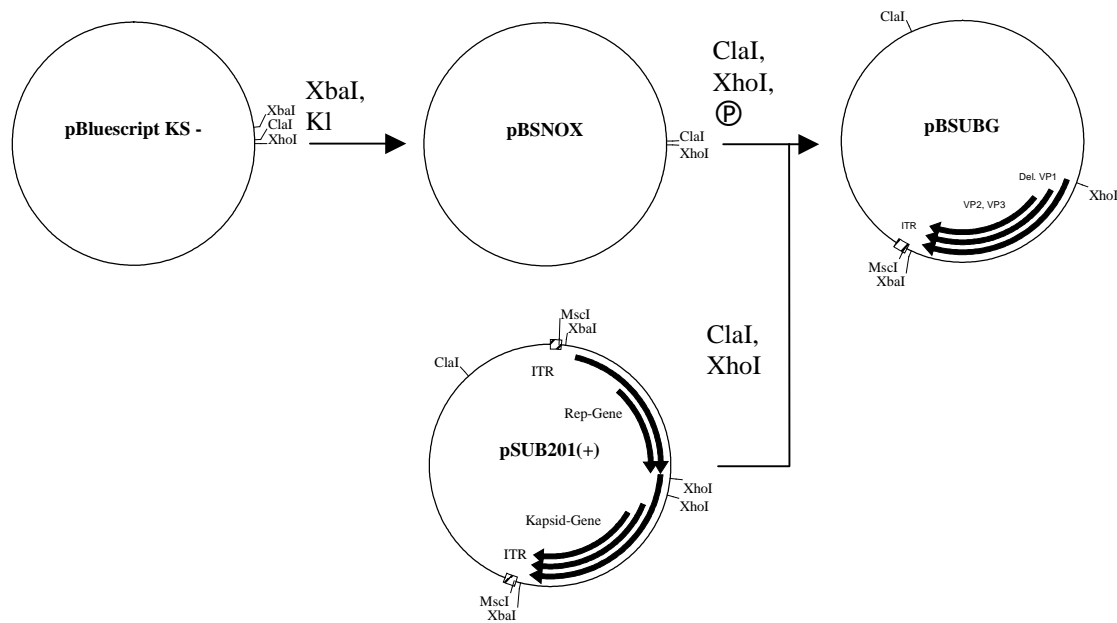 pBluescript KS -
XbaI
ClaI
XhoI
XbaI,
Kl
pBSNOX
ClaI
XhoI
ClaI,
XhoI,
Ⓟ
ClaI
pBSUBG
Del. VP1
XhoI
VP2, VP3
ITR
MscI
XbaI
ClaI,
XhoI
MscI
XbaI
ClaI
ITR
Rep-Gene
pSUB201(+)
XhoI
XhoI
Kapsid-Gene
ITR
MscI
XbaI